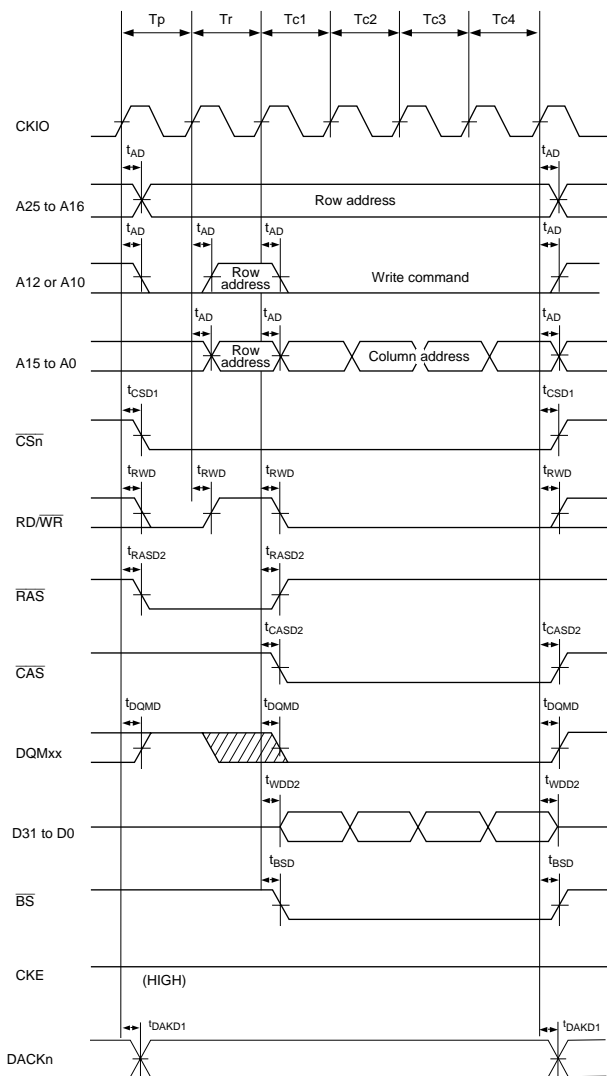 Tp Tr Tc1 Tc2 Tc3 Tc4
CKIO
tAD tAD
A25 to A16 Row address
tAD tAD tAD tAD
A12 or A10 Row address Write command
tAD tAD tAD
A15 to A0 Row address Column address
tCSD1 tCSD1
CSn
tRWD tRWD tRWD tRWD
RD/WR
tRASD2 tRASD2
RAS
tCASD2 tCASD2
CAS
tDQMD tDQMD tDQMD
DQMxx
tWDD2 tWDD2
D31 to D0
tBSD tBSD
BS
CKE
(HIGH)
tDAKD1 tDAKD1
DACKn